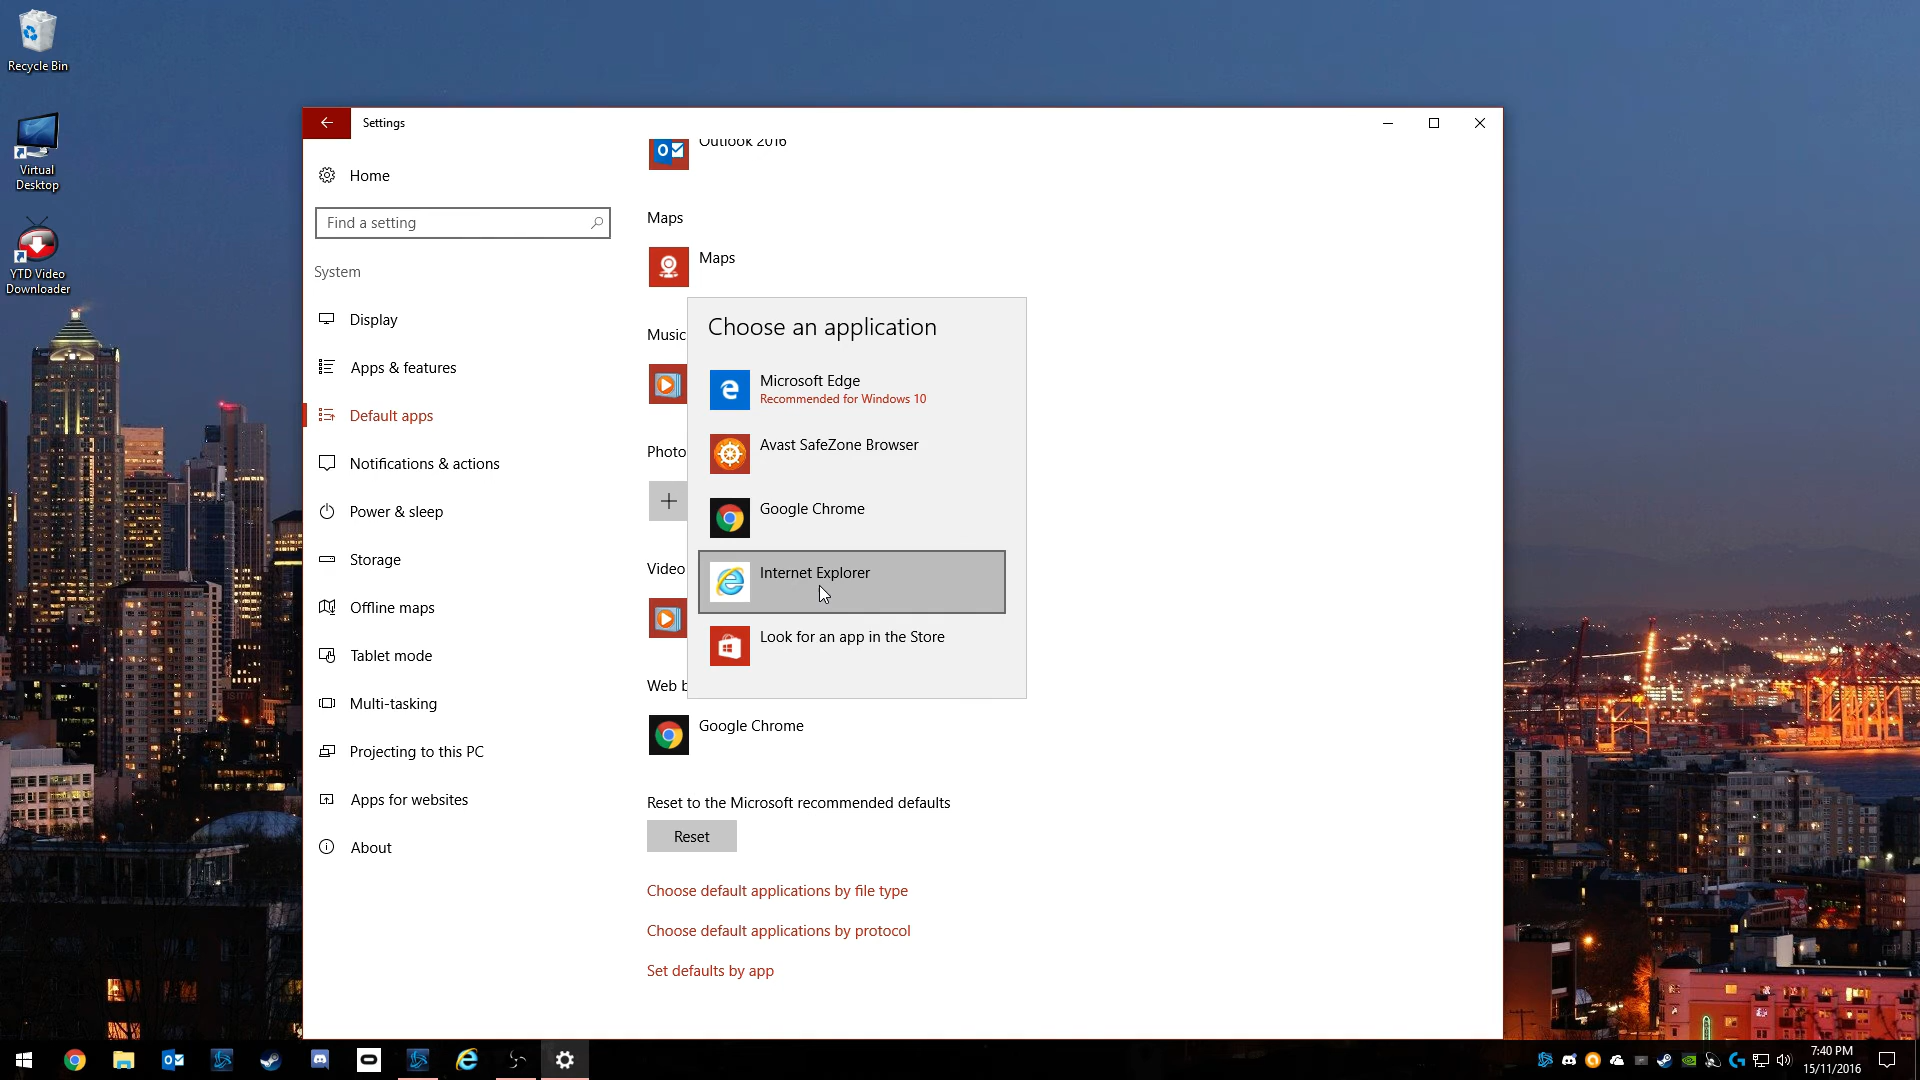 Recycle Bin
Virtual
Desktop
YTD Video
Downloader
Settings
Home
Find a setting
System
Display
Apps & features
Default apps
Notifications & actions
Power & sleep
Storage
Offline maps
Tablet mode
Multi-tasking
Projecting to this PC
Apps for websites
About
Outlook 2016
Maps
Maps
Music
Photo
Video
Web b
Choose an application
Microsoft Edge
Recommended for Windows 10
Avast SafeZone Browser
Google Chrome
Internet Explorer
Look for an app in the Store
Google Chrome
Reset to the Microsoft recommended defaults
Reset
Choose default applications by file type
Choose default applications by protocol
Set defaults by app
7:40 PM
15/11/2016